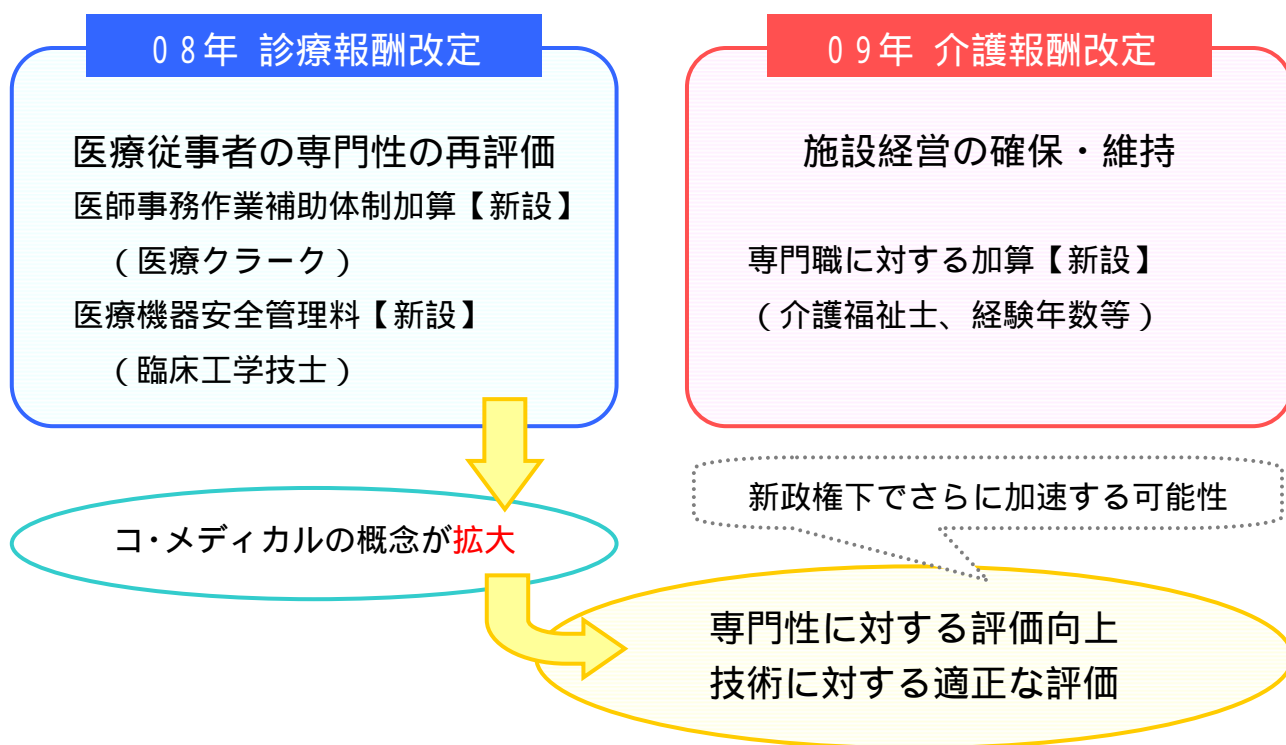 08年 診療報酬改定
医療従事者の専門性の再評価
医師事務作業補助体制加算【新設】
（医療クラーク）
医療機器安全管理料【新設】
（臨床工学技士）
09年 介護報酬改定
施設経営の確保・維持
専門職に対する加算【新設】
（介護福祉士、経験年数等）
コ・メディカルの概念が拡大
新政権下でさらに加速する可能性
専門性に対する評価向上
技術に対する適正な評価